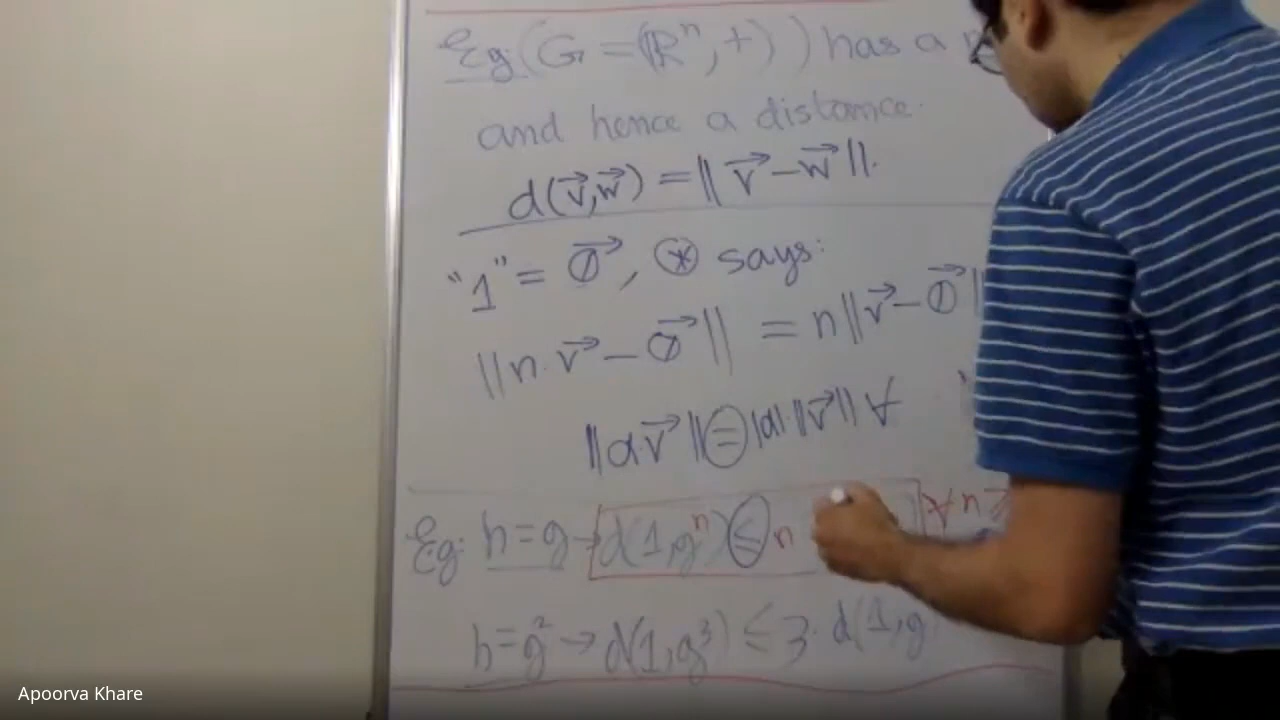 Eg: (G = (ℝⁿ, +)) has a
and hence a distance.
d(v⃗, w⃗) = || v⃗ − w⃗ ||.
"1" = 0⃗, ⊛ says:
||n·v⃗ − 0⃗|| = n||v⃗ − 0⃗||
||α·v⃗|| = |α|·||v⃗|| ∀
Eg: h = g → d(1, gⁿ) ≤ n ∀ n ≥
h = g² → d(1, g³) ≤ 3· d(1, g
Apoorva Khare